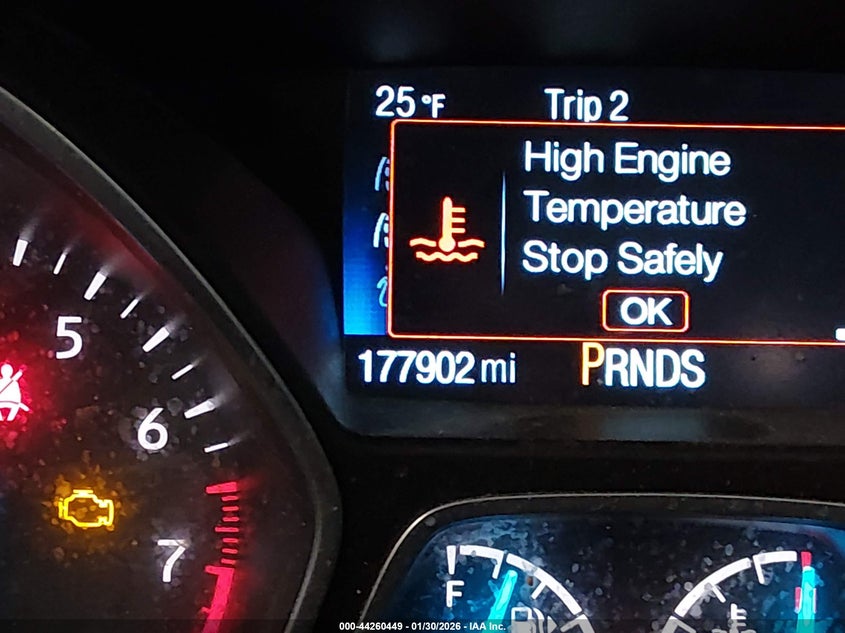 25 °F
Trip 2
High Engine
Temperature
Stop Safely
OK
177902 mi
PRNDS
5
6
7
F
000-44260449 - 01/30/2026 - IAA Inc.